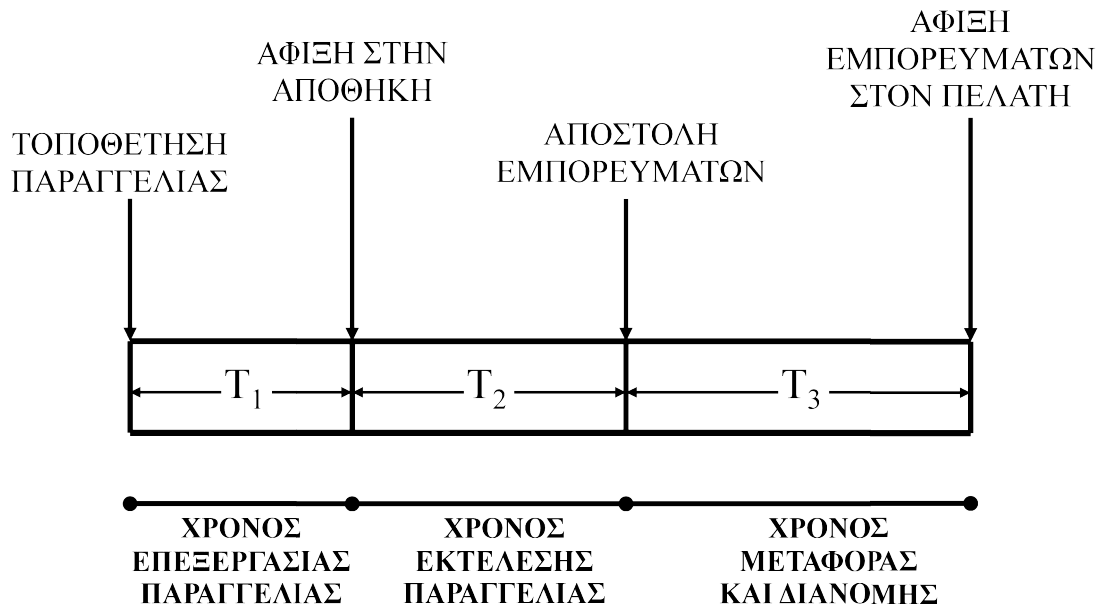 ΤΟΠΟΘΕΤΗΣΗ
ΠΑΡΑΓΓΕΛΙΑΣ
ΑΦΙΞΗ ΣΤΗΝ
ΑΠΟΘΗΚΗ
ΑΠΟΣΤΟΛΗ
ΕΜΠΟΡΕΥΜΑΤΩΝ
ΑΦΙΞΗ
ΕΜΠΟΡΕΥΜΑΤΩΝ
ΣΤΟΝ ΠΕΛΑΤΗ
T₁
T₂
T₃
ΧΡΟΝΟΣ
ΕΠΕΞΕΡΓΑΣΙΑΣ
ΠΑΡΑΓΓΕΛΙΑΣ
ΧΡΟΝΟΣ
ΕΚΤΕΛΕΣΗΣ
ΠΑΡΑΓΓΕΛΙΑΣ
ΧΡΟΝΟΣ
ΜΕΤΑΦΟΡΑΣ
ΚΑΙ ΔΙΑΝΟΜΗΣ